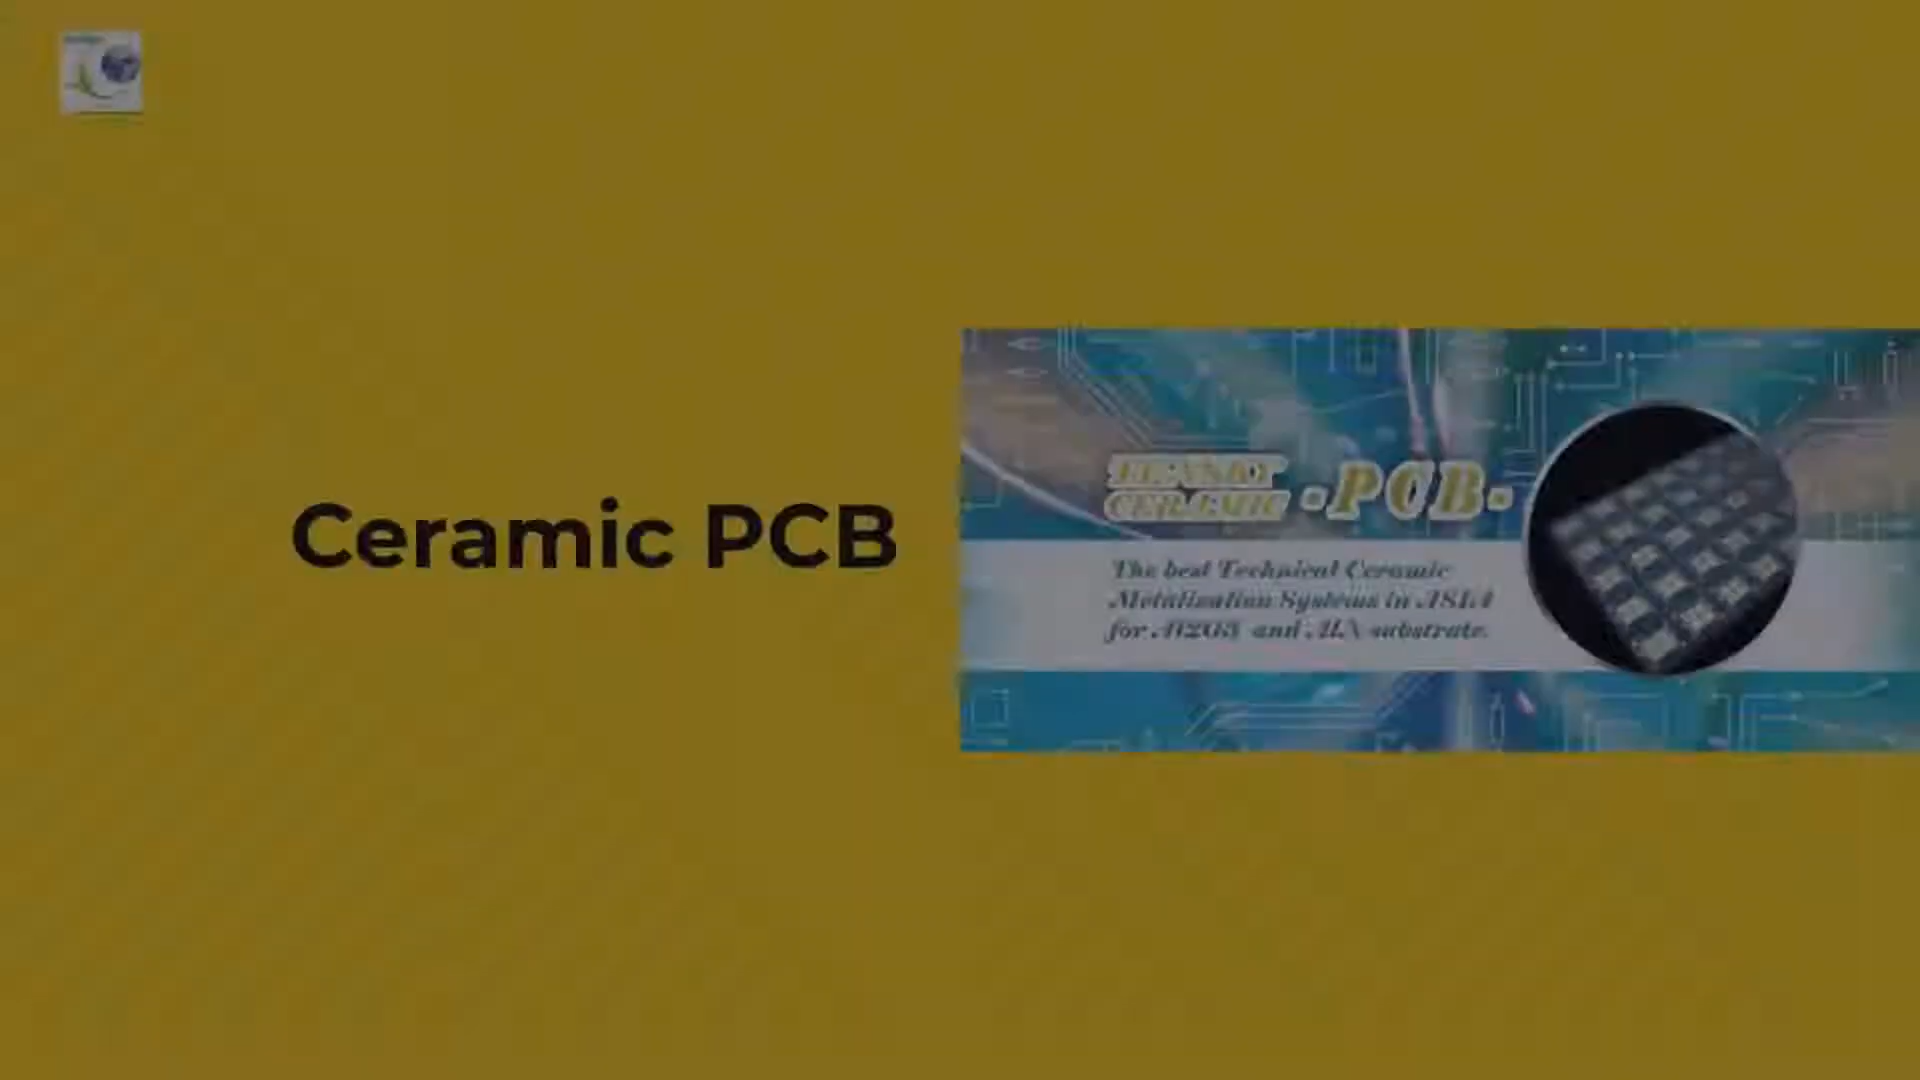 Ceramic PCB
CERAMIC -PCB-
The best Technical Ceramic
Metalization Systems in ASIA
for Al2O3 and ALN substrate.